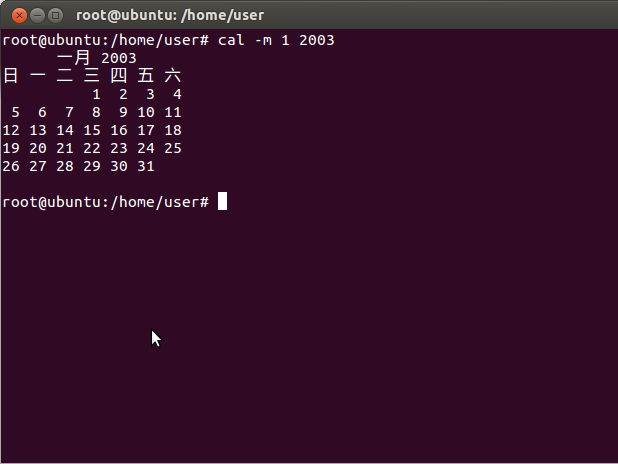 root@ubuntu: /home/user
root@ubuntu:/home/user# cal -m 1 2003
一月 2003
日 一 二 三 四 五 六
1 2 3 4
5 6 7 8 9 10 11
12 13 14 15 16 17 18
19 20 21 22 23 24 25
26 27 28 29 30 31
root@ubuntu:/home/user#